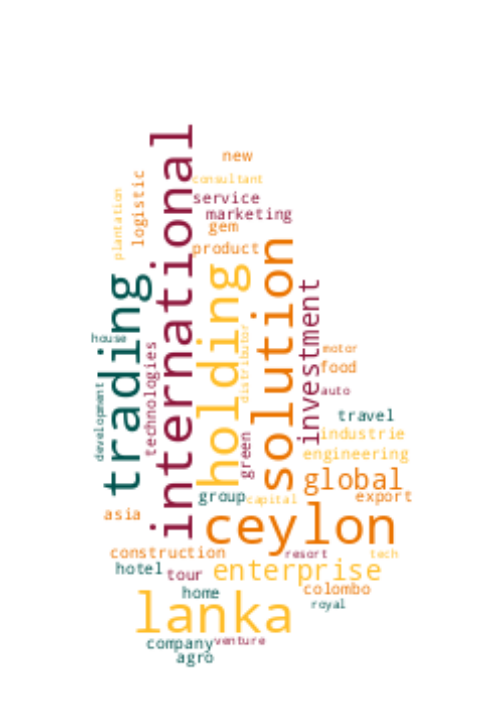 new
consultant
logistic
plantation
service
marketing
gem
product
international
trading
holding
solution
investment
house
technologies
distributor
motor
food
auto
development
travel
green
industrie
engineering
global
group
capital
export
asia
ceylon
construction
resort
tech
hotel
tour
enterprise
colombo
home
royal
lanka
company
venture
agro